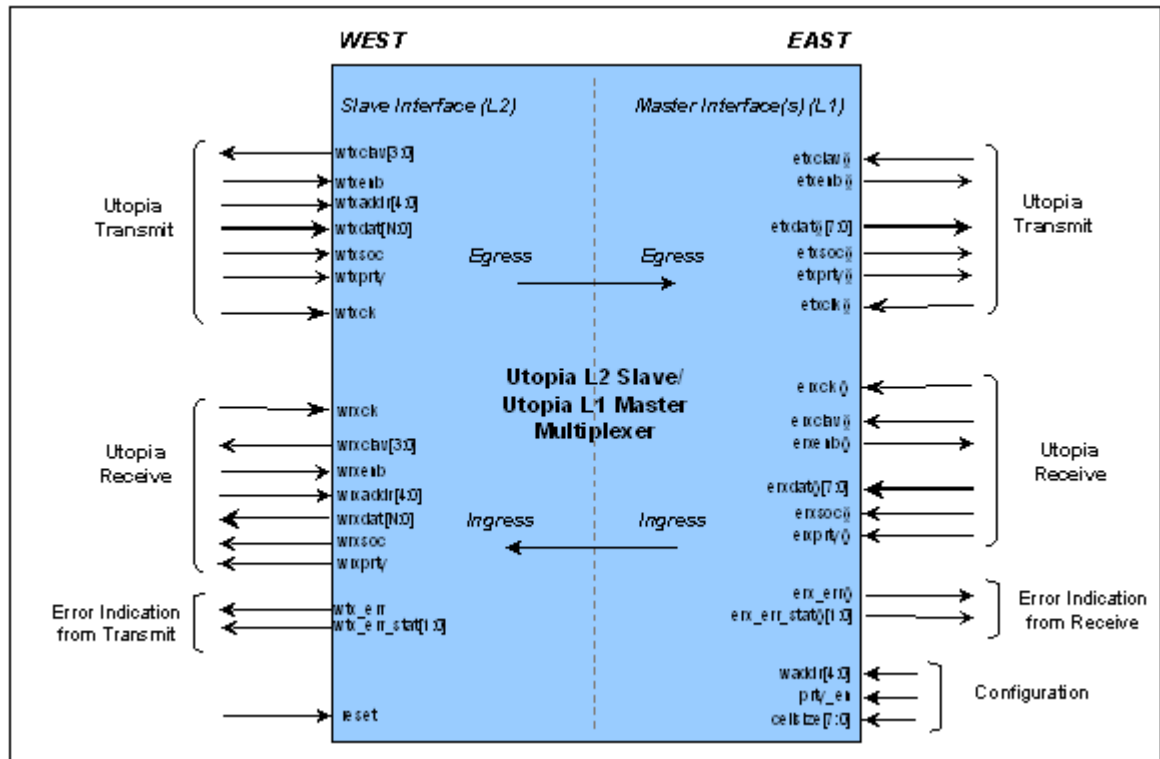 WEST
EAST
Slave Interface (L2)
Master Interface(s) (L1)
Utopia
Transmit
wtxclav[3:0]
wtxenb
wtxaddr[4:0]
wtxdat[N:0]
wtxsoc
wtxprty
wtxck
Egress
Egress
etxclav()
etxenb()
etxdat()[7:0]
etxsoc()
etxprty()
etxclk()
Utopia
Transmit
Utopia L2 Slave/
Utopia L1 Master
Multiplexer
Utopia
Receive
wrxck
wrxclav[3:0]
wrxenb
wrxaddr[4:0]
wrxdat[N:0]
wrxsoc
wrxprty
Ingress
Ingress
erxck()
erxclav()
erxenb()
erxdat()[7:0]
erxsoc()
erxprty()
Utopia
Receive
Error Indication
from Transmit
wtx_err
wtx_err_stat[1:0]
erx_err()
erx_err_stat()[1:0]
Error Indication
from Receive
reset
waddr[4:0]
prty_en
cellsize[7:0]
Configuration